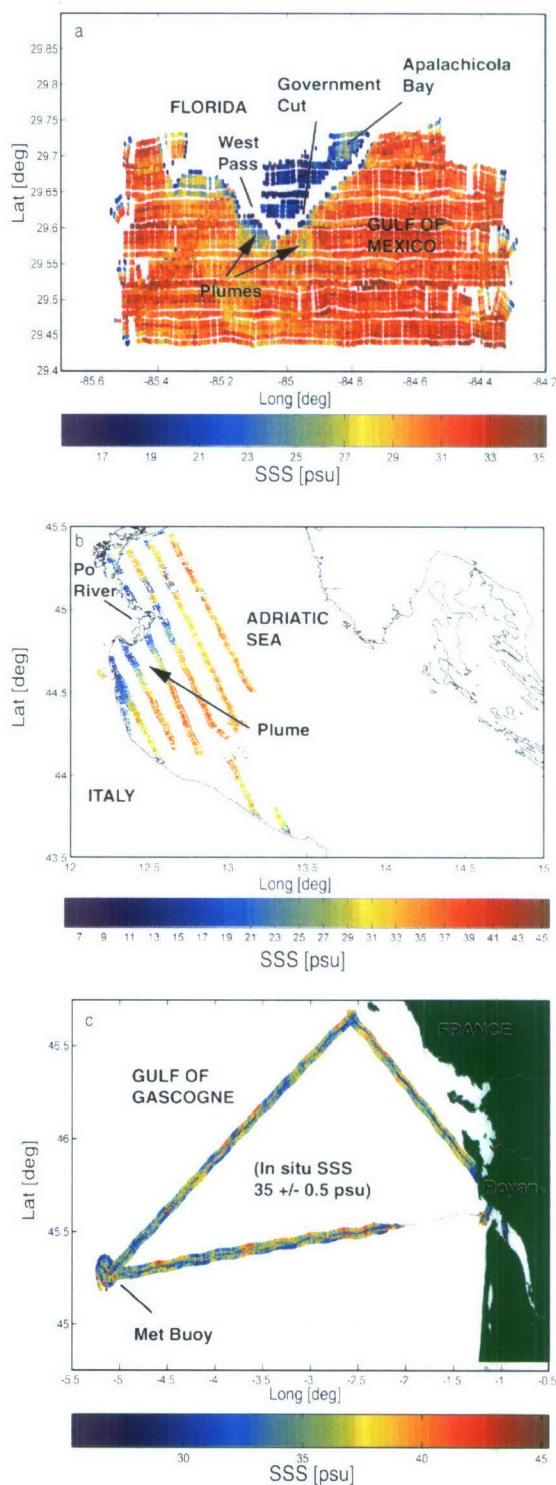 a
29.85
29.8
29.75
29.7
29.65
29.6
29.55
29.5
29.45
29.4
Lat [deg]
FLORIDA
West
Pass
Government
Cut
Apalachicola
Bay
GULF OF
MEXICO
Plumes
-85.6 -85.4 -85.2 -85 -84.8 -84.6 -84.4 -84.2
Long [deg]
17 19 21 23 25 27 29 31 33 35
SSS [psu]
b
45.5
45
44.5
44
43.5
Lat [deg]
Po
River
ADRIATIC
SEA
Plume
ITALY
12 12.5 13 13.5 14 14.5 15
Long [deg]
7 9 11 13 15 17 19 21 23 25 27 29 31 33 35 37 39 41 43 45
SSS [psu]
c
46.5
46
45.5
45
Lat [deg]
FRANCE
GULF OF
GASCOGNE
(In situ SSS
35 +/- 0.5 psu)
Royan
Met Buoy
-5.5 -5 -4.5 -4 -3.5 -3 -2.5 -2 -1.5 -1 -0.5
Long [deg]
30 35 40 45
SSS [psu]